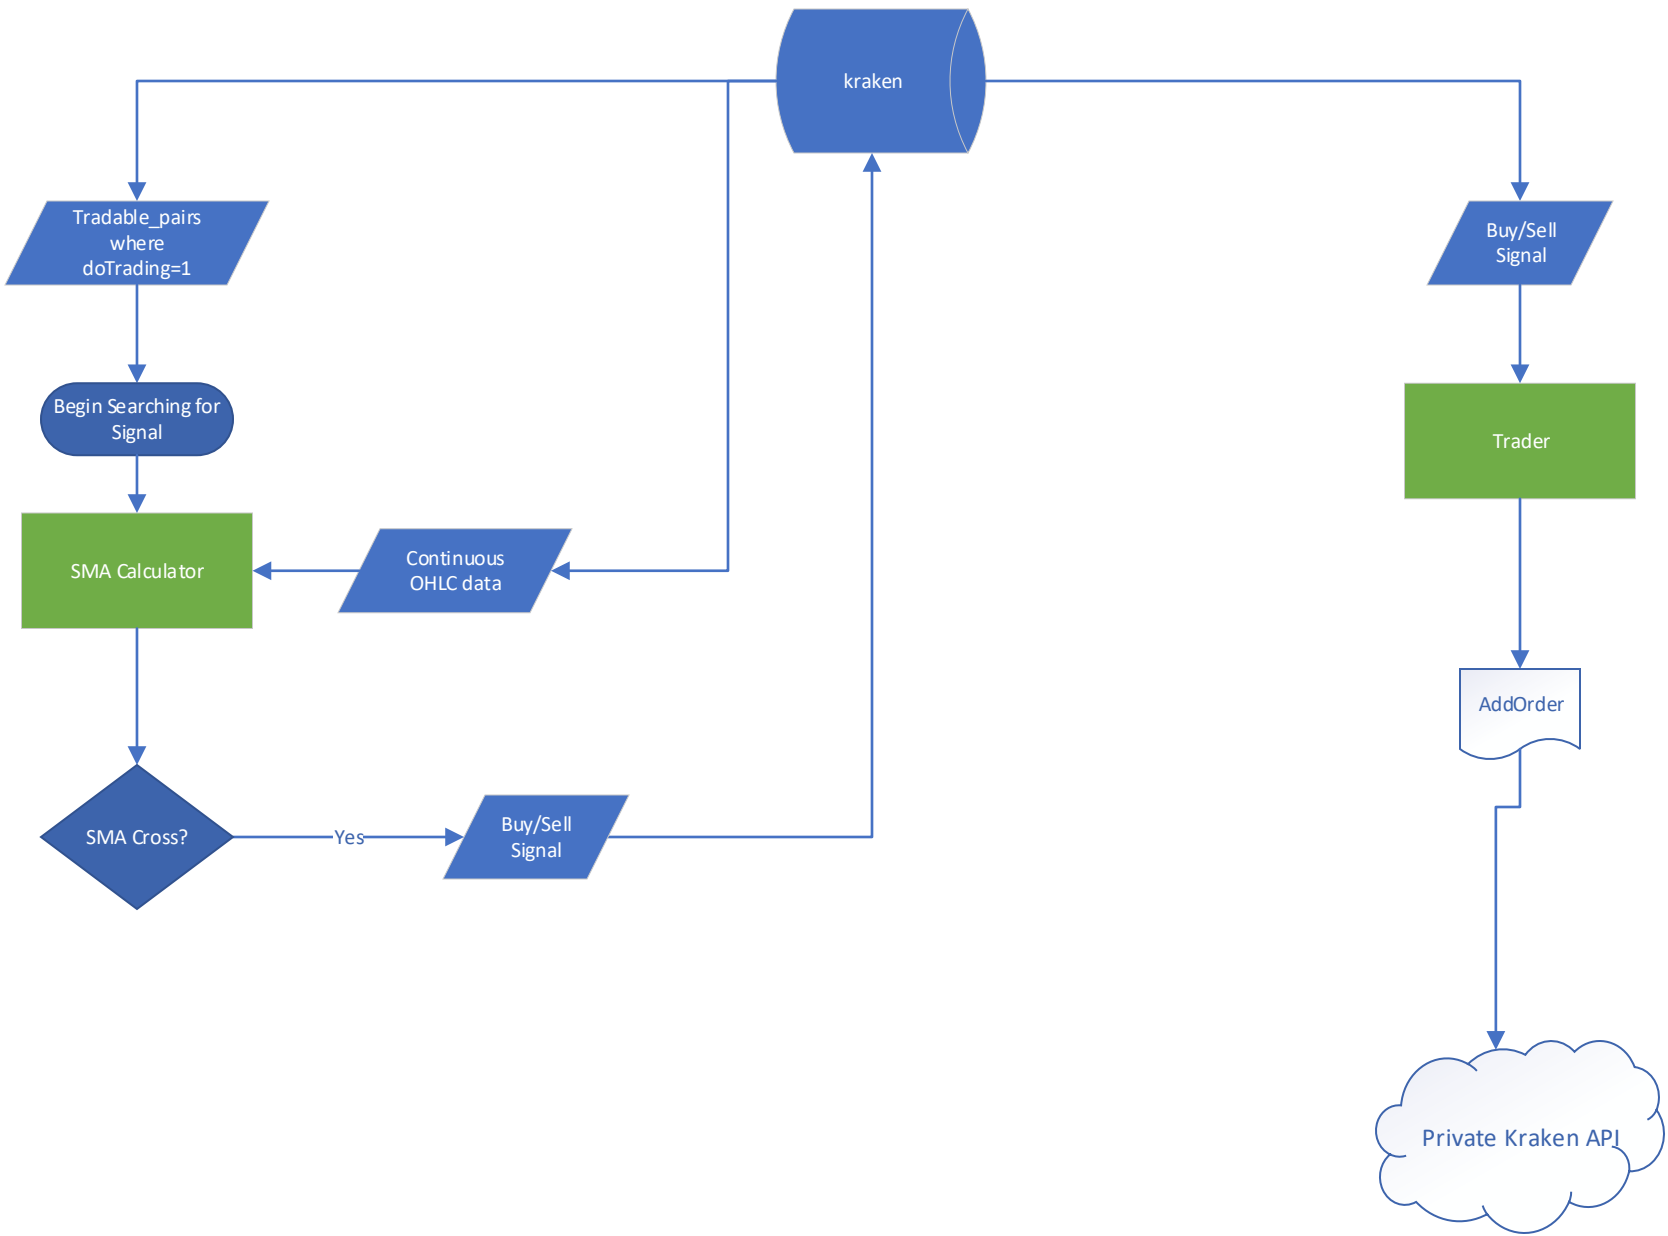 kraken
Tradable_pairs
where
doTrading=1
Buy/Sell
Signal
Begin Searching for
Signal
Trader
SMA Calculator
Continuous
OHLC data
AddOrder
SMA Cross?
Yes
Buy/Sell
Signal
Private Kraken API